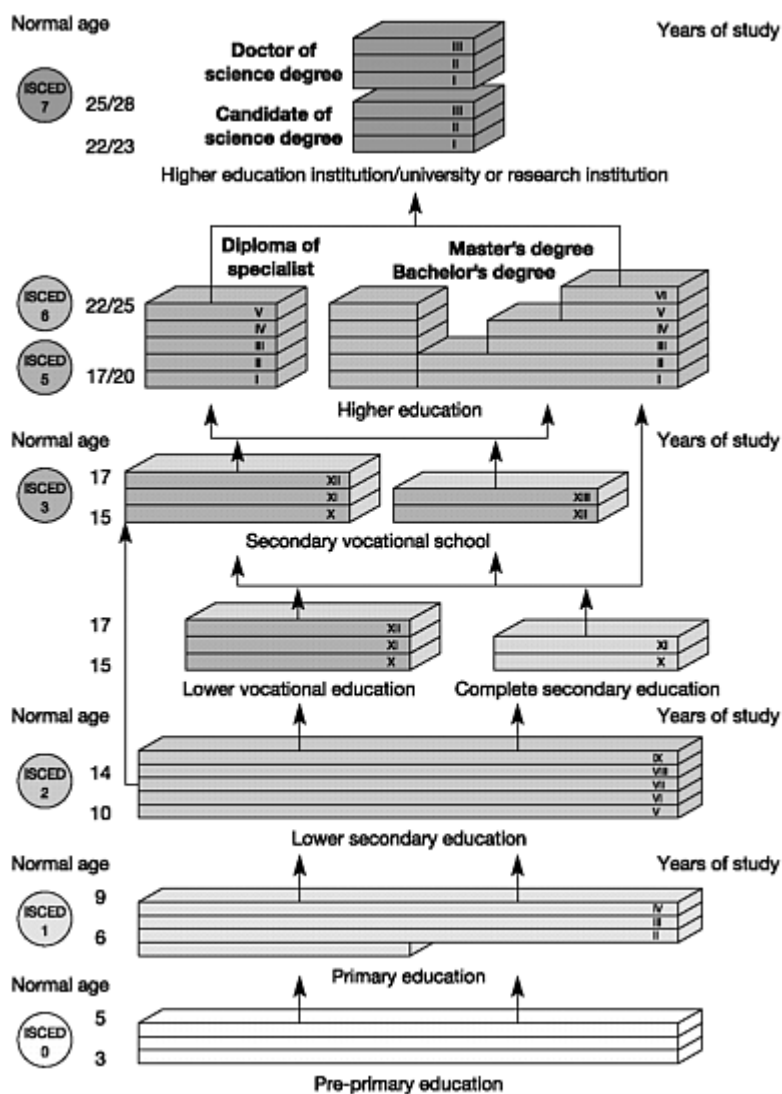 Normal age
Years of study
Doctor of
science degree
III
II
I
ISCED
7
25/28
22/23
Candidate of
science degree
III
II
I
Higher education institution/university or research institution
Diploma of
specialist
Master's degree
Bachelor's degree
ISCED
6
22/25
ISCED
5
17/20
V
IV
III
II
I
VI
V
IV
III
II
I
Higher education
Normal age
Years of study
ISCED
3
17
15
XII
XI
X
XIII
XII
Secondary vocational school
17
15
XII
XI
X
XI
X
Lower vocational education
Complete secondary education
Normal age
Years of study
ISCED
2
14
10
IX
VIII
VII
VI
V
Lower secondary education
Normal age
Years of study
ISCED
1
9
6
IV
III
II
Primary education
Normal age
ISCED
0
5
3
Pre-primary education